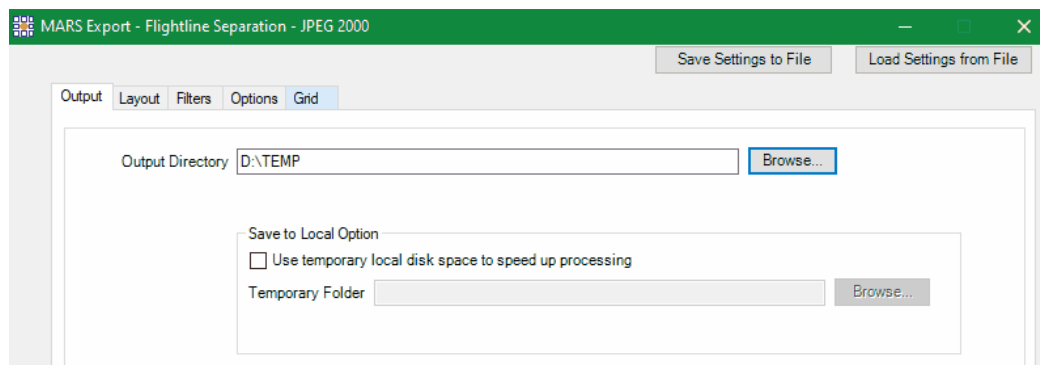 MARS Export - Flightline Separation - JPEG 2000
Save Settings to File Load Settings from File
Output Layout Filters Options Grid
Output Directory D:\TEMP Browse...
Save to Local Option
Use temporary local disk space to speed up processing
Temporary Folder Browse...